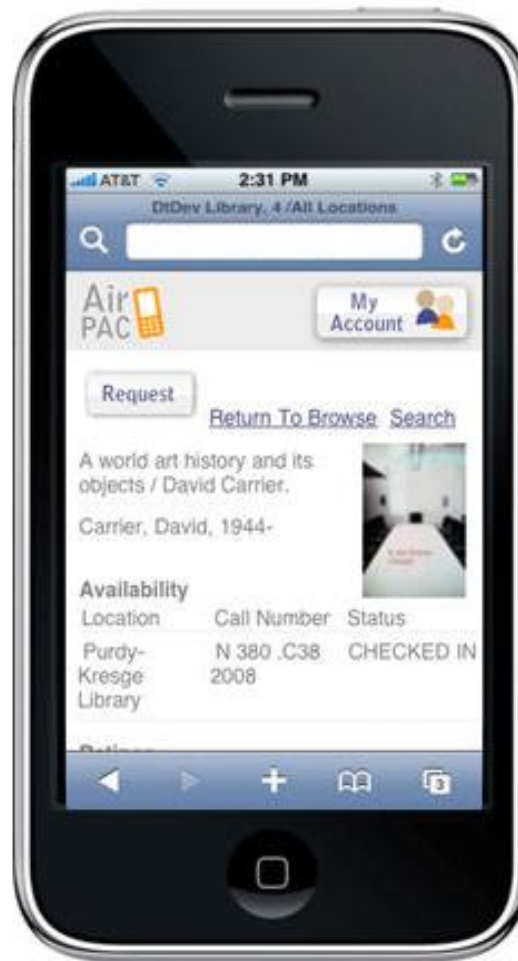 AT&T 2:31 PM
DtDev Library, 4 /All Locations
Air
PAC
My
Account
Request
Return To Browse Search
A world art history and its
objects / David Carrier.
Carrier, David, 1944-
Availability
Location Call Number Status
Purdy- N 380 .C38 CHECKED IN
Kresge 2008
Library
Ratings
3